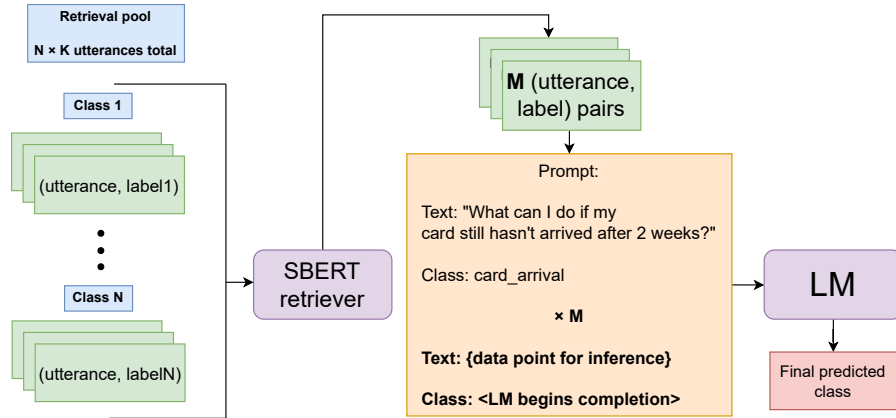 Retrieval pool
N × K utterances total
Class 1
(utterance, label1)
Class N
(utterance, labelN)
SBERT
retriever
M (utterance,
label) pairs
Prompt:
Text: "What can I do if my
card still hasn't arrived after 2 weeks?"
Class: card_arrival
× M
Text: {data point for inference}
Class: <LM begins completion>
LM
Final predicted
class